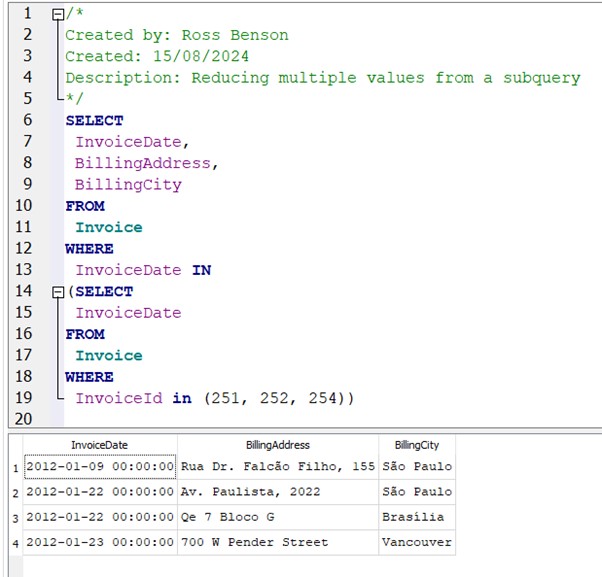 1 /*
2 Created by: Ross Benson
3 Created: 15/08/2024
4 Description: Reducing multiple values from a subquery
5 */
6 SELECT
7 InvoiceDate,
8 BillingAddress,
9 BillingCity
10 FROM
11 Invoice
12 WHERE
13 InvoiceDate IN
14 (SELECT
15 InvoiceDate
16 FROM
17 Invoice
18 WHERE
19 InvoiceId in (251, 252, 254))
20
InvoiceDate BillingAddress BillingCity
1 2012-01-09 00:00:00 Rua Dr. Falcão Filho, 155 São Paulo
2 2012-01-22 00:00:00 Av. Paulista, 2022 São Paulo
3 2012-01-22 00:00:00 Qe 7 Bloco G Brasília
4 2012-01-23 00:00:00 700 W Pender Street Vancouver